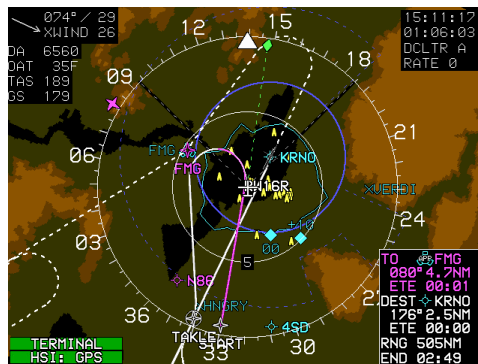 074°/29
XWIND 26
DA 6560
OAT 35F
TAS 189
GS 179
15:11:17
01:06:03
DCLTR A
RATE 0
12
15
09
21
06
24
03
36
33
FMG
FMG
KRNO
VERDI
+10
00
5
N86
HNGRY
TAKLE
START
4SD
TERMINAL
HSI: GPS
TO FMG
080° 4.7NM
ETE 00:01
DEST KRNO
176° 2.5NM
ETE 00:00
RNG 505NM
END 02:49